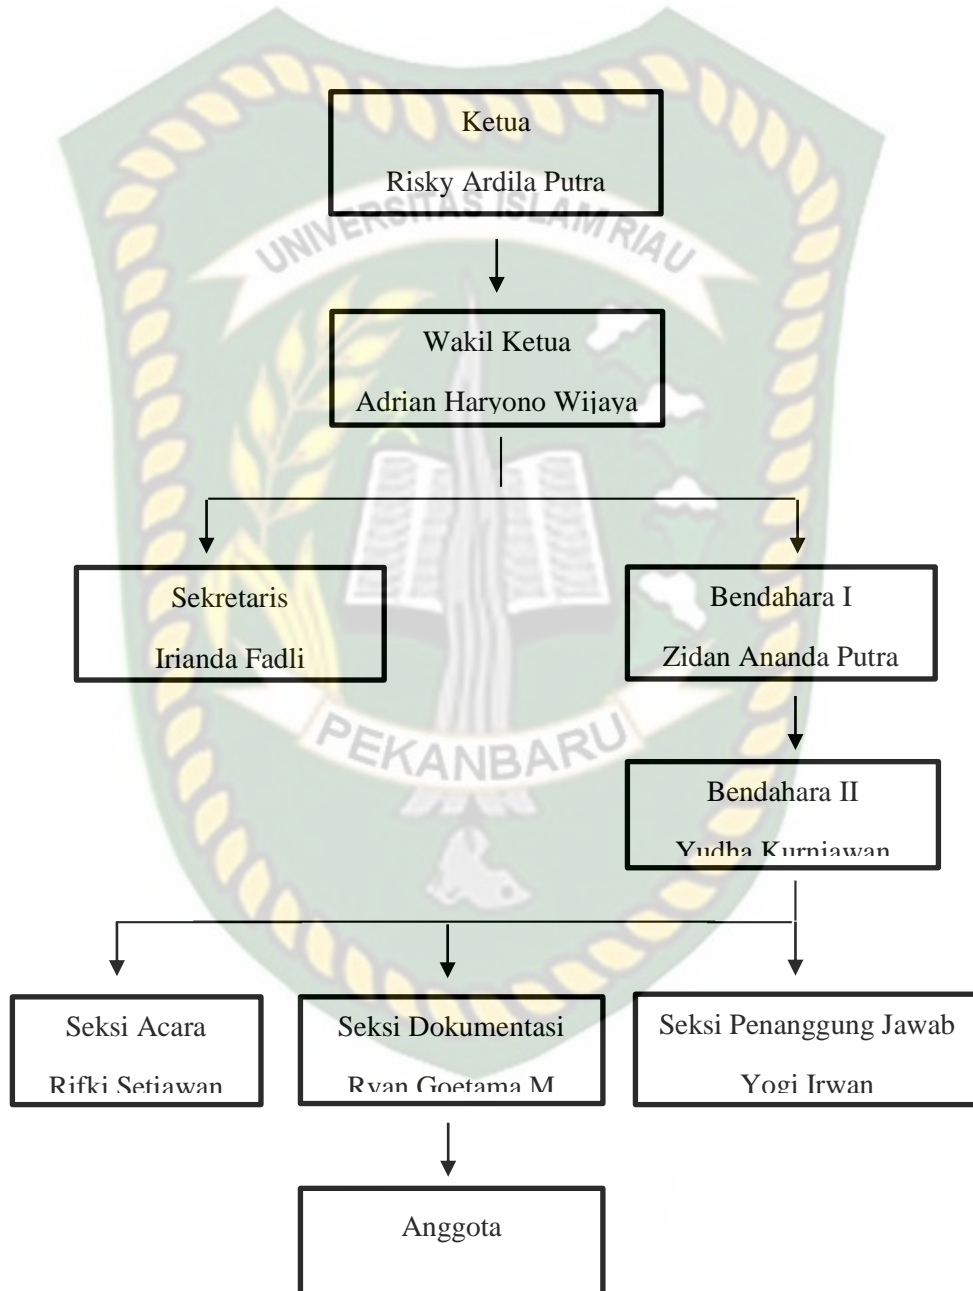 Ketua
Risky Ardila Putra
UNIVERSITAS ISLAM RIAU
Wakil Ketua
Adrian Haryono Wijaya
Sekretaris
Irianda Fadli
Bendahara I
Zidan Ananda Putra
PEKANBARU
Bendahara II
Yudha Kurniawan
Seksi Acara
Rifki Setiawan
Seksi Dokumentasi
Ryan Goetama M
Seksi Penanggung Jawab
Yogi Irwan
Anggota